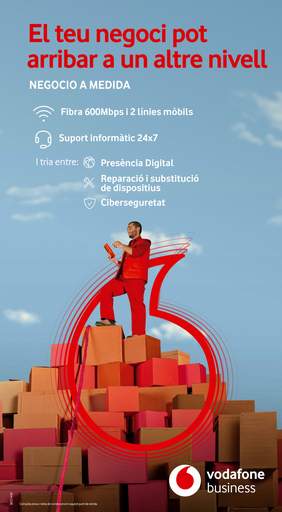 El teu negoci pot
arribar a un altre nivell
NEGOCIO A MEDIDA
Fibra 600Mbps i 2 línies mòbils
Suport informàtic 24x7
I tria entre: Presència Digital
Reparació i substitució
de dispositius
Ciberseguretat
vodafone
business